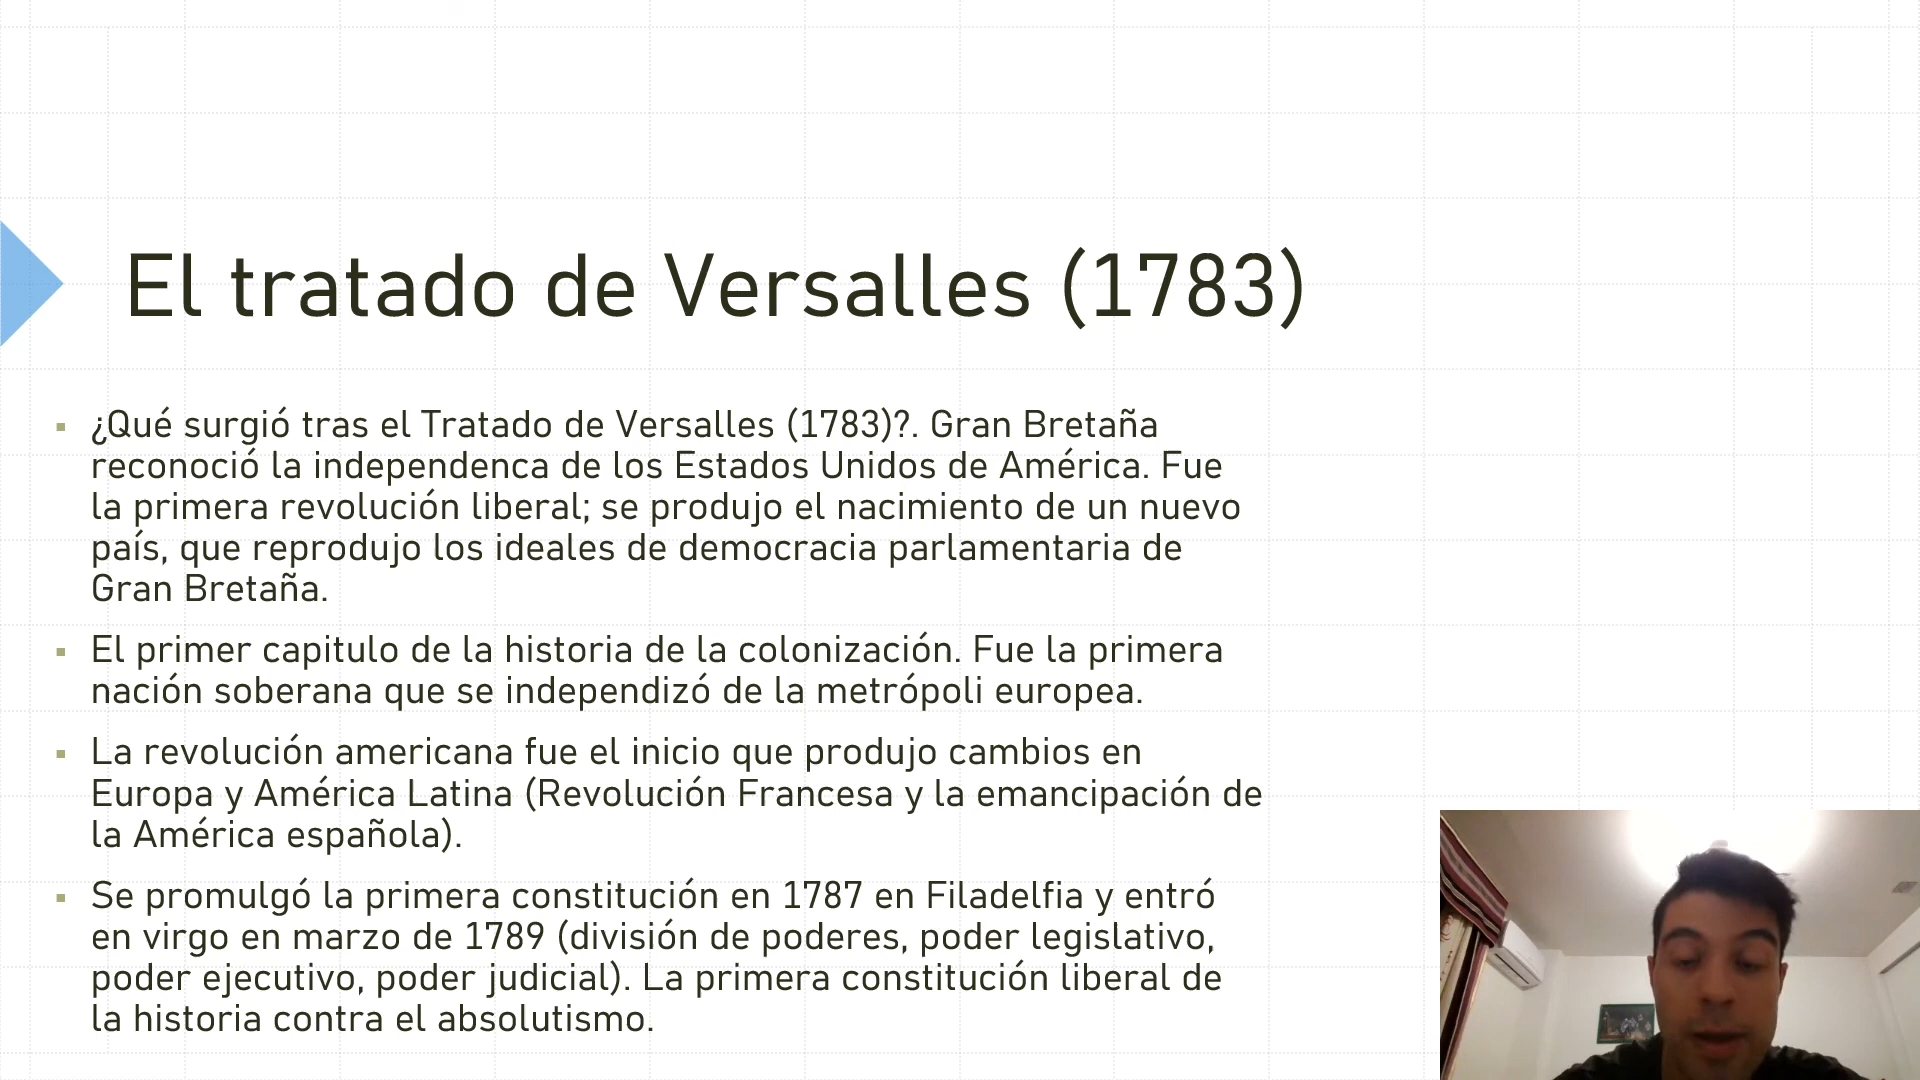 El tratado de Versalles (1783)
¿Qué surgió tras el Tratado de Versalles (1783)?. Gran Bretaña
reconoció la independenca de los Estados Unidos de América. Fue
la primera revolución liberal; se produjo el nacimiento de un nuevo
país, que reprodujo los ideales de democracia parlamentaria de
Gran Bretaña.
El primer capitulo de la historia de la colonización. Fue la primera
nación soberana que se independizó de la metrópoli europea.
La revolución americana fue el inicio que produjo cambios en
Europa y América Latina (Revolución Francesa y la emancipación de
la América española).
Se promulgó la primera constitución en 1787 en Filadelfia y entró
en virgo en marzo de 1789 (división de poderes, poder legislativo,
poder ejecutivo, poder judicial). La primera constitución liberal de
la historia contra el absolutismo.